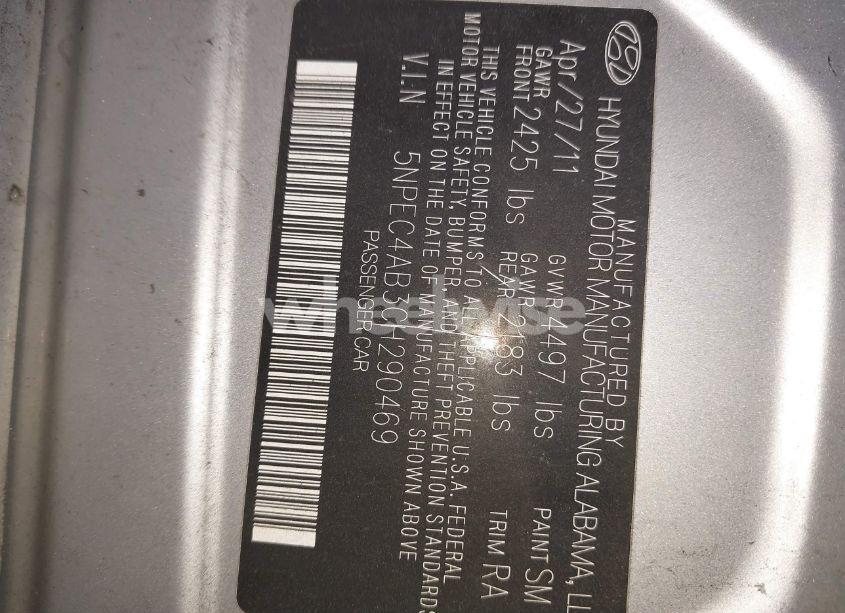 MANUFACTURED BY
HYUNDAI MOTOR MANUFACTURING ALABAMA,
Apr/27/11 GVWR 4497 lbs PAINT SM
GAWR FRONT 2425 lbs GAWR REAR 2183 lbs TRIM RA
THIS VEHICLE CONFORMS TO ALL APPLICABLE U.S.A. FEDERAL
MOTOR VEHICLE SAFETY, BUMPER, AND THEFT PREVENTION STANDARDS
IN EFFECT ON THE DATE OF MANUFACTURE SHOWN ABOVE
V.I.N
PASSENGER CAR
wheelwise